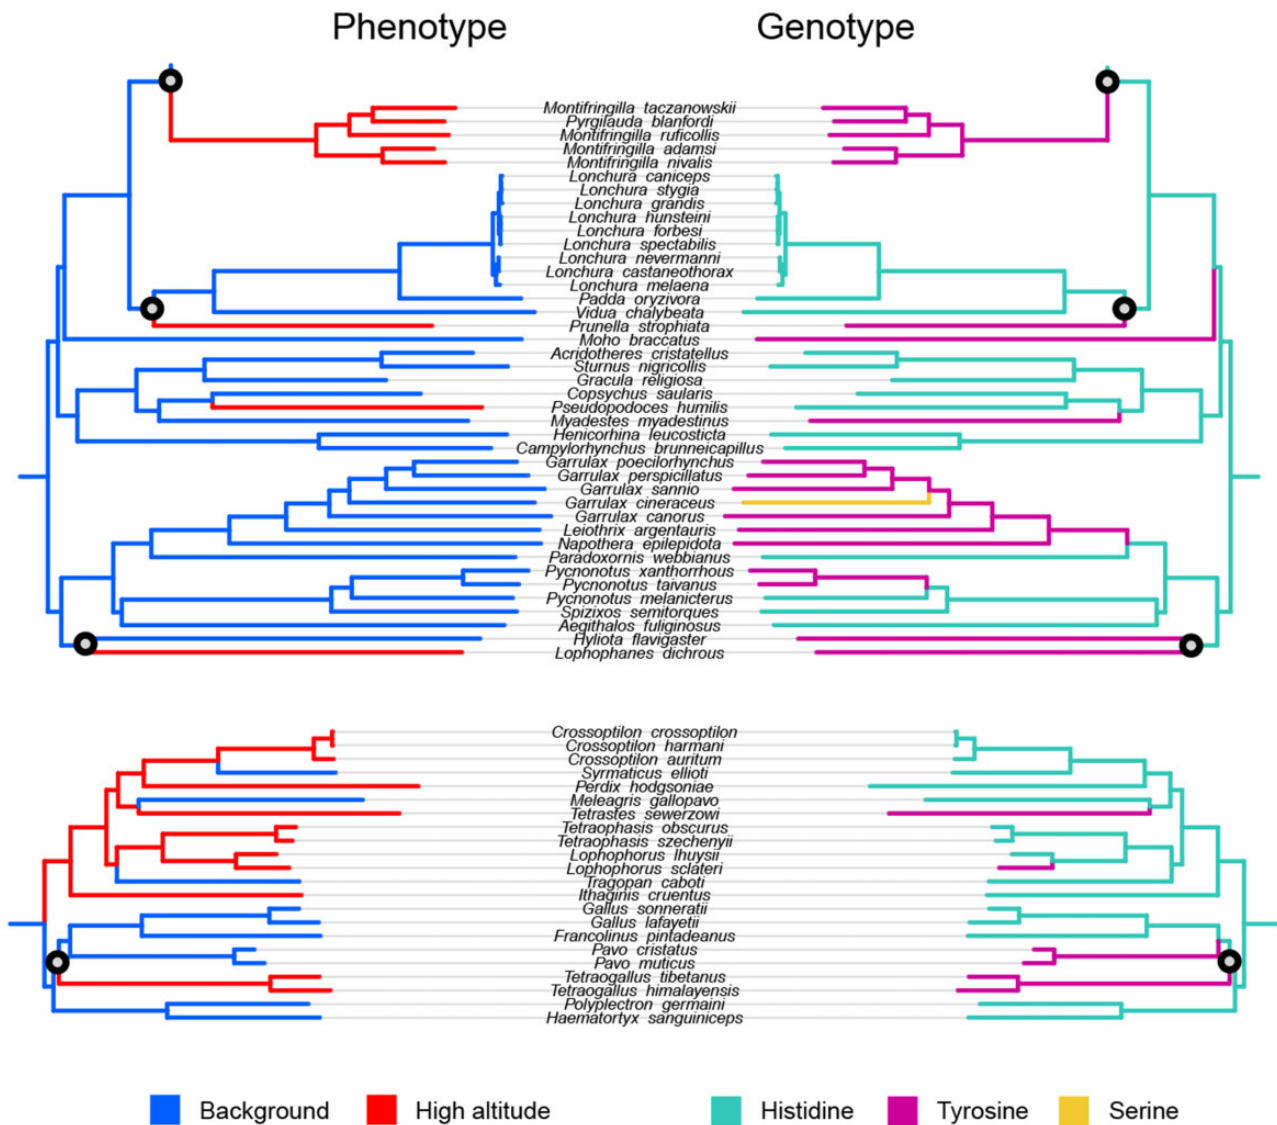 Phenotype
Genotype
Montifringilla taczanowskii
Pyrgilauda blanfordi
Montifringilla ruficollis
Montifringilla adamsi
Montifringilla nivalis
Lonchura caniceps
Lonchura stygia
Lonchura grandis
Lonchura hunsteini
Lonchura forbesi
Lonchura spectabilis
Lonchura nevermanni
Lonchura castaneothorax
Lonchura melaena
Padda oryzivora
Vidua chalybeata
Prunella strophiata
Moho braccatus
Acridotheres cristatellus
Sturnus nigricollis
Gracula religiosa
Copsychus saularis
Pseudopodoces humilis
Myadestes myadestinus
Henicorhina leucosticta
Campylorhynchus brunneicapillus
Garrulax poecilorhynchus
Garrulax perspicillatus
Garrulax sannio
Garrulax cineraceus
Garrulax canorus
Leiothrix argentauris
Napothera epilepidota
Paradoxornis webbianus
Pycnonotus xanthorrhous
Pycnonotus taivanus
Pycnonotus melanicterus
Spizixos semitorques
Aegithalos fuliginosus
Hyliota flavigaster
Lophophanes dichrous
Crossoptilon crossoptilon
Crossoptilon harmani
Crossoptilon auritum
Syrmaticus ellioti
Perdix hodgsoniae
Meleagris gallopavo
Tetrastes sewerzowi
Tetraophasis obscurus
Tetraophasis szechenyii
Lophophorus lhuysii
Lophophorus sclateri
Tragopan caboti
Ithaginis cruentus
Gallus sonneratii
Gallus lafayetii
Francolinus pintadeanus
Pavo cristatus
Pavo muticus
Tetraogallus tibetanus
Tetraogallus himalayensis
Polyplectron germaini
Haematortyx sanguiniceps
Background
High altitude
Histidine
Tyrosine
Serine